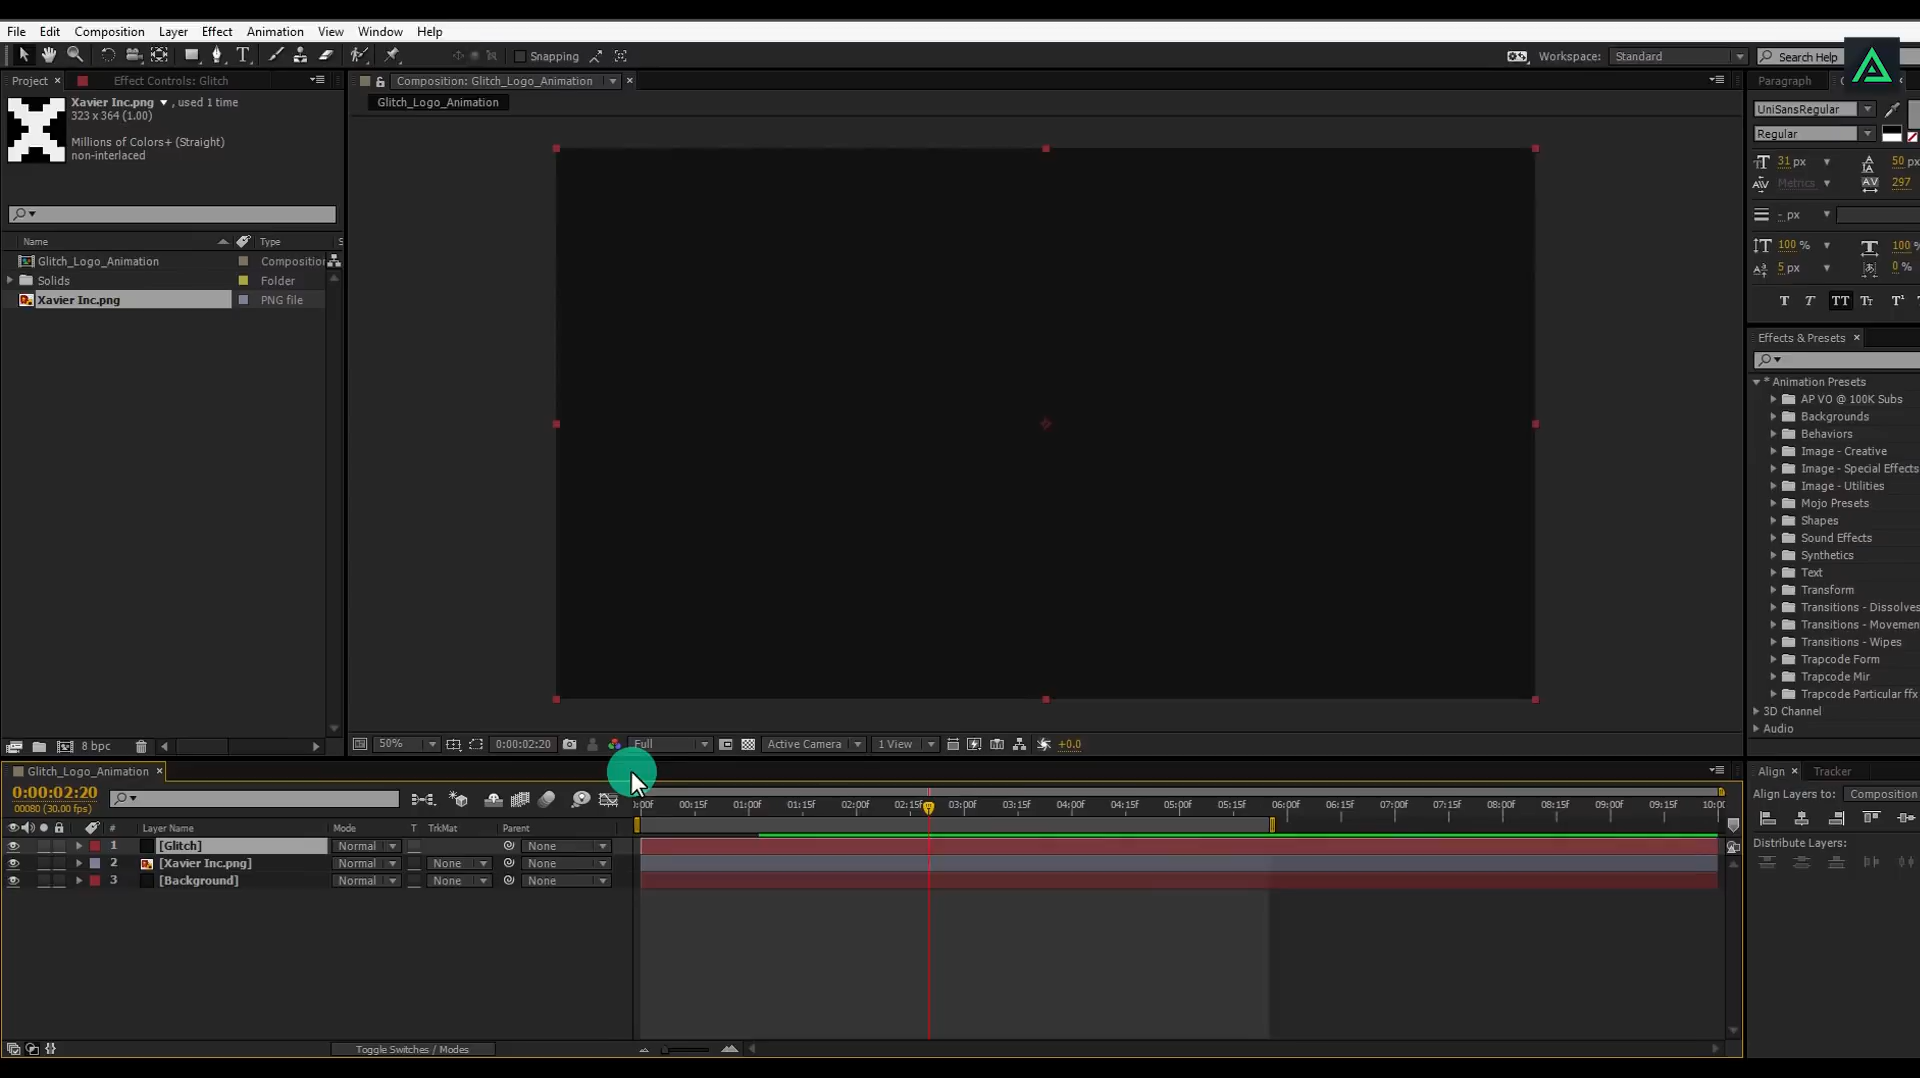 File Edit Composition Layer Effect Animation View Window Help
Snapping
Workspace: Standard
Search Help
Project
Effect Controls: Glitch
Composition: Glitch_Logo_Animation
Paragraph
Xavier Inc.png ▼ , used 1 time
323 x 364 (1.00)
Millions of Colors+ (Straight)
non-interlaced
Glitch_Logo_Animation
UniSansRegular
Regular
31 px
50 px
Metrics
297
- px
100 %
100 %
5 px
0 %
Name Type
Glitch_Logo_Animation
Solids Folder
Xavier Inc.png PNG file
Effects & Presets
* Animation Presets
AP VO @ 100K Subs
Backgrounds
Behaviors
Image - Creative
Image - Special Effects
Image - Utilities
Mojo Presets
Shapes
Sound Effects
Synthetics
Text
Transform
Transitions - Dissolves
Transitions - Movemen
Transitions - Wipes
Trapcode Form
Trapcode Mir
Trapcode Particular ffx
3D Channel
Audio
8 bpc
50%
0:00:02:20
Full
Active Camera
1 View
+0.0
Glitch_Logo_Animation
0:00:02:20
00080 (30.00 fps)
:00f 00:15f 01:00f 01:15f 02:00f 02:15f 03:00f 03:15f 04:00f 04:15f 05:00f 05:15f 06:00f 06:15f 07:00f 07:15f 08:00f 08:15f 09:00f 09:15f 10:00
# Layer Name Mode T TrkMat Parent
1 [Glitch] Normal None
2 [Xavier Inc.png] Normal None None
3 [Background] Normal None None
Toggle Switches / Modes
Align
Tracker
Align Layers to: Composition
Distribute Layers: